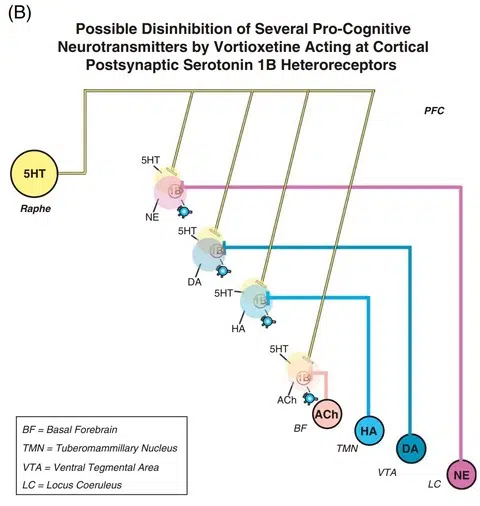 (B)
Possible Disinhibition of Several Pro-Cognitive
Neurotransmitters by Vortioxetine Acting at Cortical
Postsynaptic Serotonin 1B Heteroreceptors
PFC
5HT
Raphe
5HT
1B
NE
5HT
1B
DA
5HT
1B
HA
5HT
1B
ACh
BF
ACh
TMN
HA
VTA
DA
LC
NE
BF = Basal Forebrain
TMN = Tuberomammillary Nucleus
VTA = Ventral Tegmental Area
LC = Locus Coeruleus